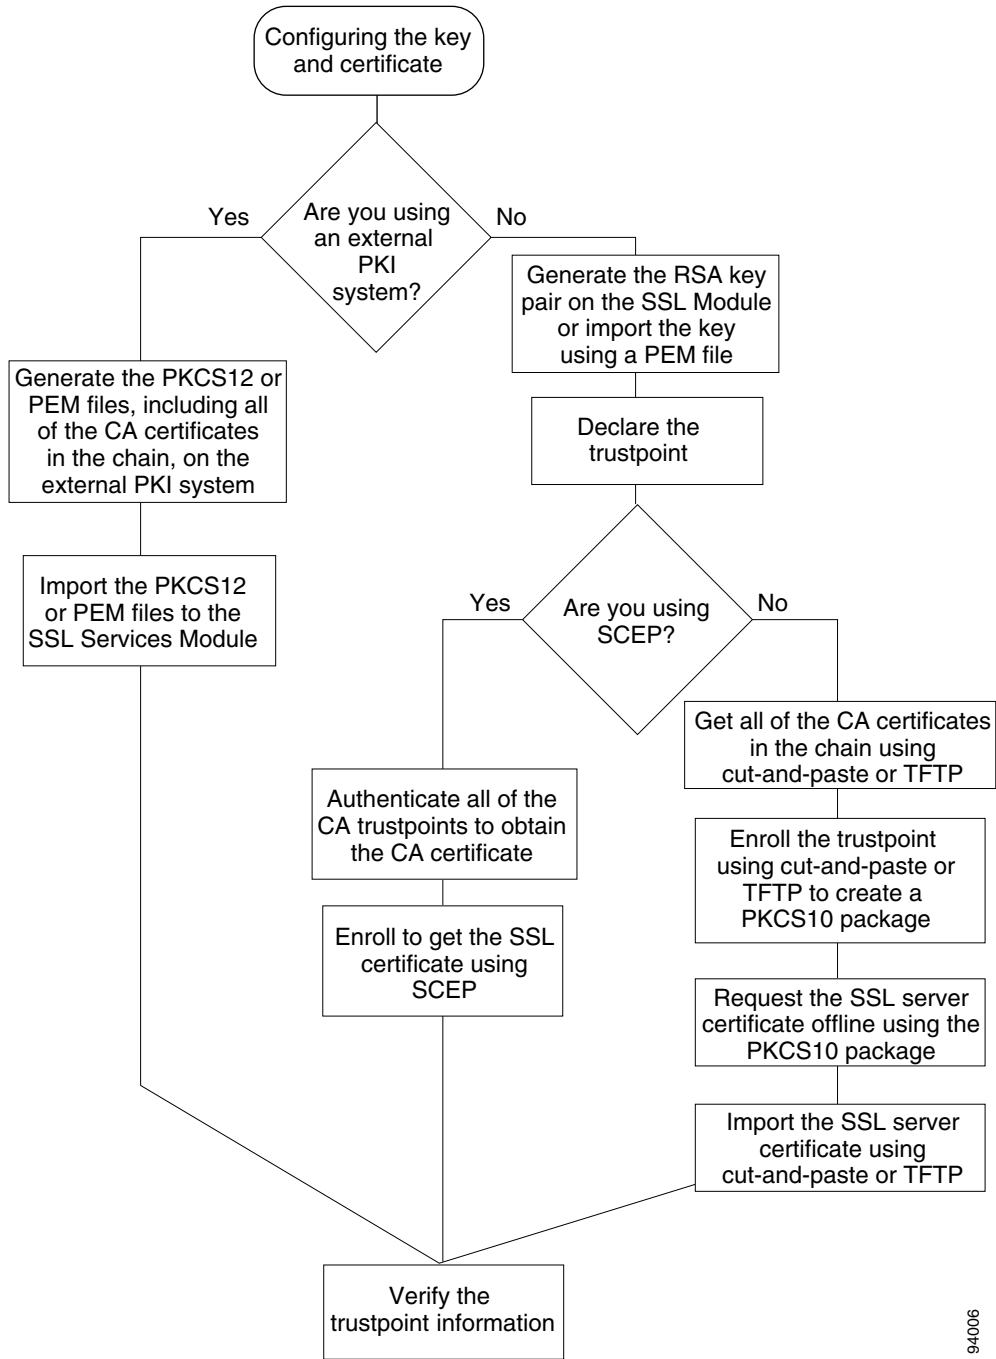 Configuring the key
and certificate
Are you using
an external
PKI
system?
Yes
No
Generate the RSA key
pair on the SSL Module
or import the key
using a PEM file
Generate the PKCS12 or
PEM files, including all
of the CA certificates
in the chain, on the
external PKI system
Declare the
trustpoint
Import the PKCS12
or PEM files to the
SSL Services Module
Are you using
SCEP?
Yes
No
Get all of the CA certificates
in the chain using
cut-and-paste or TFTP
Authenticate all of the
CA trustpoints to obtain
the CA certificate
Enroll the trustpoint
using cut-and-paste or
TFTP to create a
PKCS10 package
Enroll to get the SSL
certificate using
SCEP
Request the SSL server
certificate offline using the
PKCS10 package
Import the SSL server
certificate using
cut-and-paste or TFTP
Verify the
trustpoint information
94006